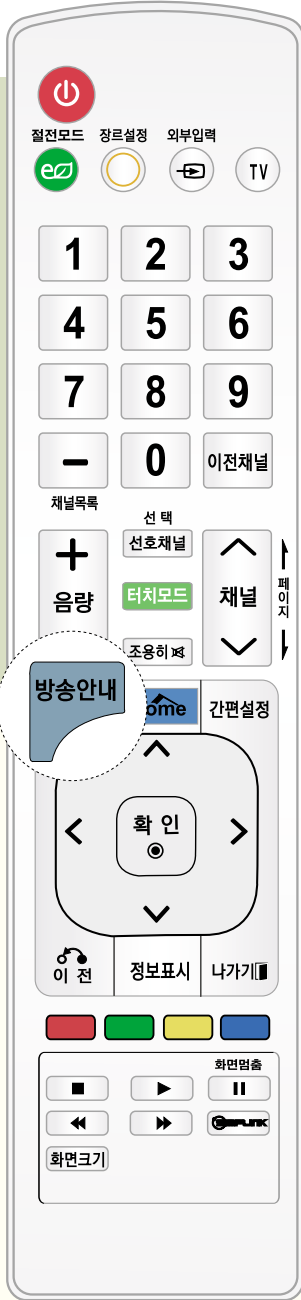 절전모드 장르설정 외부입력
TV
1 2 3
4 5 6
7 8 9
- 0 이전채널
채널목록
선 택
선호채널
+
음량
터치모드
채널
페이지
조용히
방송안내
간편설정
확 인
이 전
정보표시
나가기
화면멈춤
화면크기